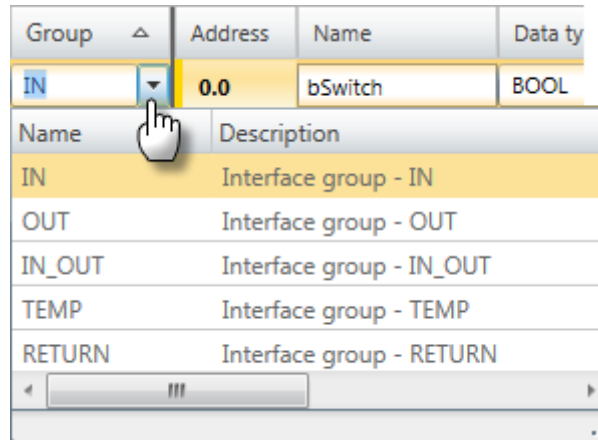 Group Address Name Data ty
IN 0.0 bSwitch BOOL
Name Description
IN Interface group - IN
OUT Interface group - OUT
IN_OUT Interface group - IN_OUT
TEMP Interface group - TEMP
RETURN Interface group - RETURN